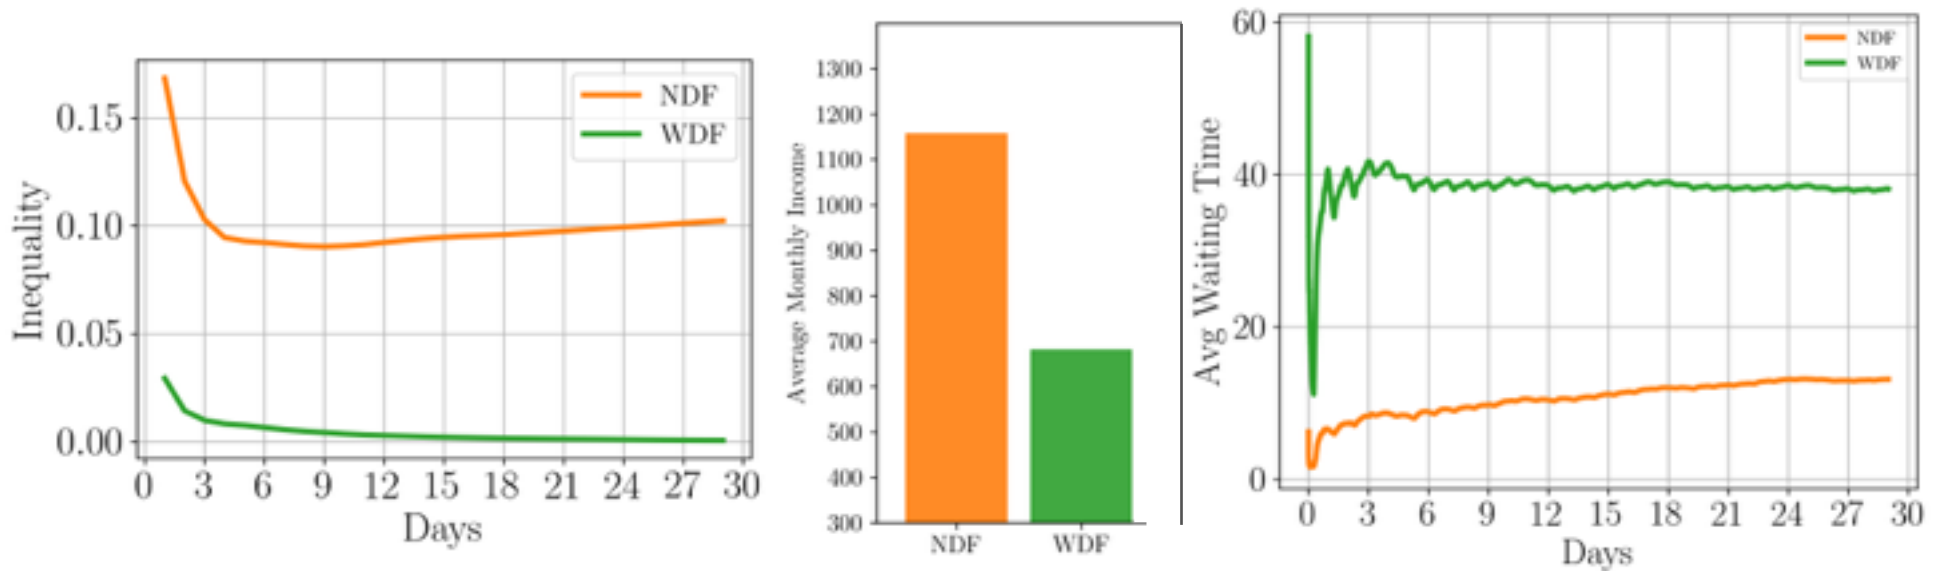 Inequality
0.15
0.10
0.05
0.00
0 3 6 9 12 15 18 21 24 27 30
Days
NDF
WDF
Average Monthly Income
1300
1200
1100
1000
900
800
700
600
500
400
300
NDF WDF
Avg Waiting Time
60
40
20
0
0 3 6 9 12 15 18 21 24 27 30
Days
NDF
WDF